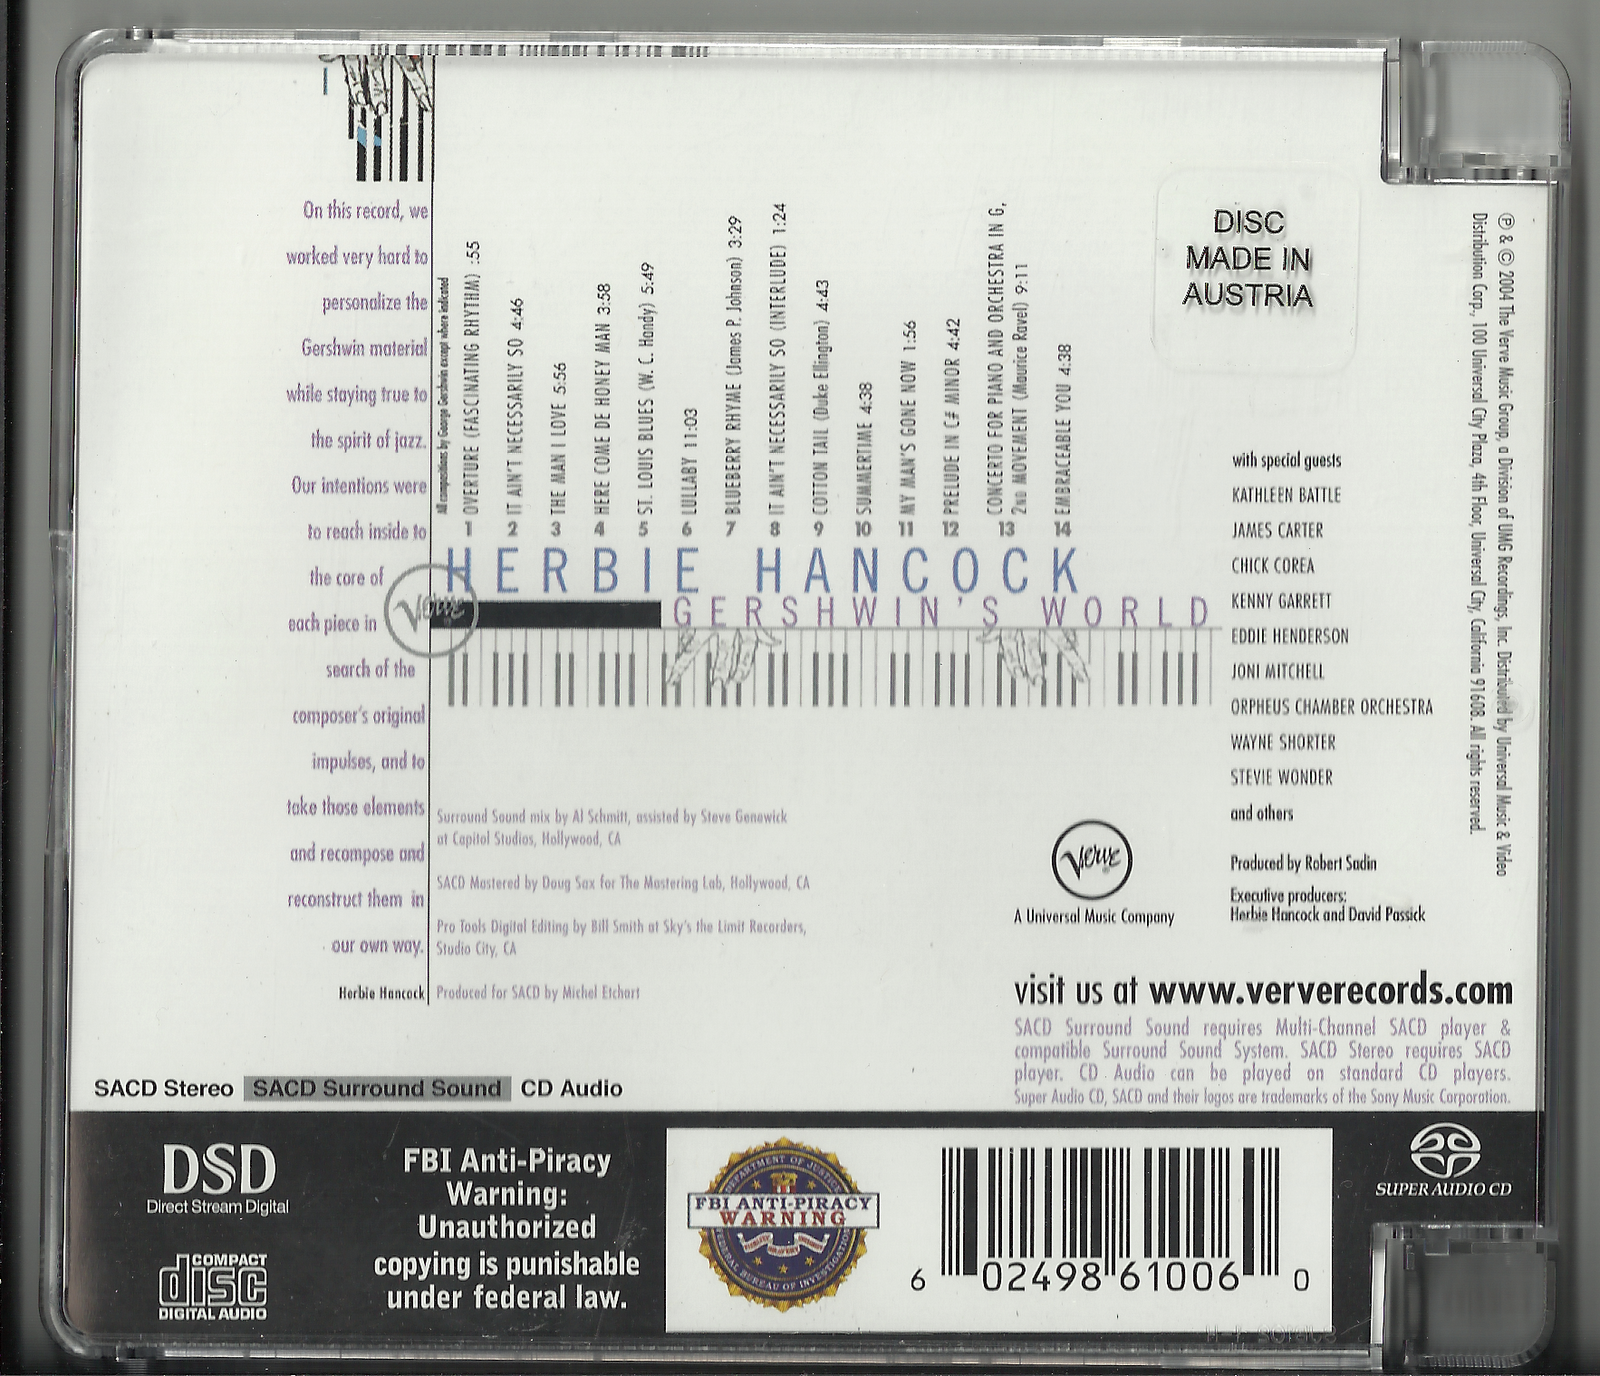 On this record, we
worked very hard to
personalize the
Gershwin material
while staying true to
the spirit of jazz.
Our intentions were
to reach inside to
the core of
each piece in
search of the
composer's original
impulses, and to
take those elements
and recompose and
reconstruct them in
our own way.
Herbie Hancock
All compositions by George Gershwin except where indicated
1 OVERTURE (FASCINATING RHYTHM) :55
2 IT AIN'T NECESSARILY SO 4:46
3 THE MAN I LOVE 5:56
4 HERE COME DE HONEY MAN 3:58
5 ST. LOUIS BLUES (W. C. Handy) 5:49
6 LULLABY 11:03
7 BLUEBERRY RHYME (James P. Johnson) 3:29
8 IT AIN'T NECESSARILY SO (INTERLUDE) 1:24
9 COTTON TAIL (Duke Ellington) 4:43
10 SUMMERTIME 4:38
11 MY MAN'S GONE NOW 1:56
12 PRELUDE IN C# MINOR 4:42
13 CONCERTO FOR PIANO AND ORCHESTRA IN G,
2ND MOVEMENT (Maurice Ravel) 9:11
14 EMBRACEABLE YOU 4:38
HERBIE HANCOCK
Verve
GERSHWIN'S WORLD
Surround Sound mix by Al Schmitt, assisted by Steve Genewick
at Capitol Studios, Hollywood, CA
SACD Mastered by Doug Sax for The Mastering Lab, Hollywood, CA
Pro Tools Digital Editing by Bill Smith at Sky's the Limit Recorders,
Studio City, CA
Produced for SACD by Michel Etchart
DISC
MADE IN
AUSTRIA
with special guests
KATHLEEN BATTLE
JAMES CARTER
CHICK COREA
KENNY GARRETT
EDDIE HENDERSON
JONI MITCHELL
ORPHEUS CHAMBER ORCHESTRA
WAYNE SHORTER
STEVIE WONDER
and others
Produced by Robert Sadin
Executive producers:
Herbie Hancock and David Passick
Verve
A Universal Music Company
℗ & © 2004 The Verve Music Group, a Division of UMG Recordings, Inc. Distributed by Universal Music & Video
Distribution Corp., 100 Universal City Plaza, 4th Floor, Universal City, California 91608. All rights reserved.
visit us at www.ververecords.com
SACD Surround Sound requires Multi-Channel SACD player &
compatible Surround Sound System. SACD Stereo requires SACD
player. CD Audio can be played on standard CD players.
Super Audio CD, SACD and their logos are trademarks of the Sony Music Corporation.
SACD Stereo SACD Surround Sound CD Audio
DSD
Direct Stream Digital
COMPACT
disc
DIGITAL AUDIO
FBI Anti-Piracy
Warning:
Unauthorized
copying is punishable
under federal law.
DEPARTMENT OF JUSTICE
FBI ANTI-PIRACY
WARNING
FIDELITY BRAVERY INTEGRITY
FEDERAL BUREAU OF INVESTIGATION
6 02498 61006 0
SUPER AUDIO CD